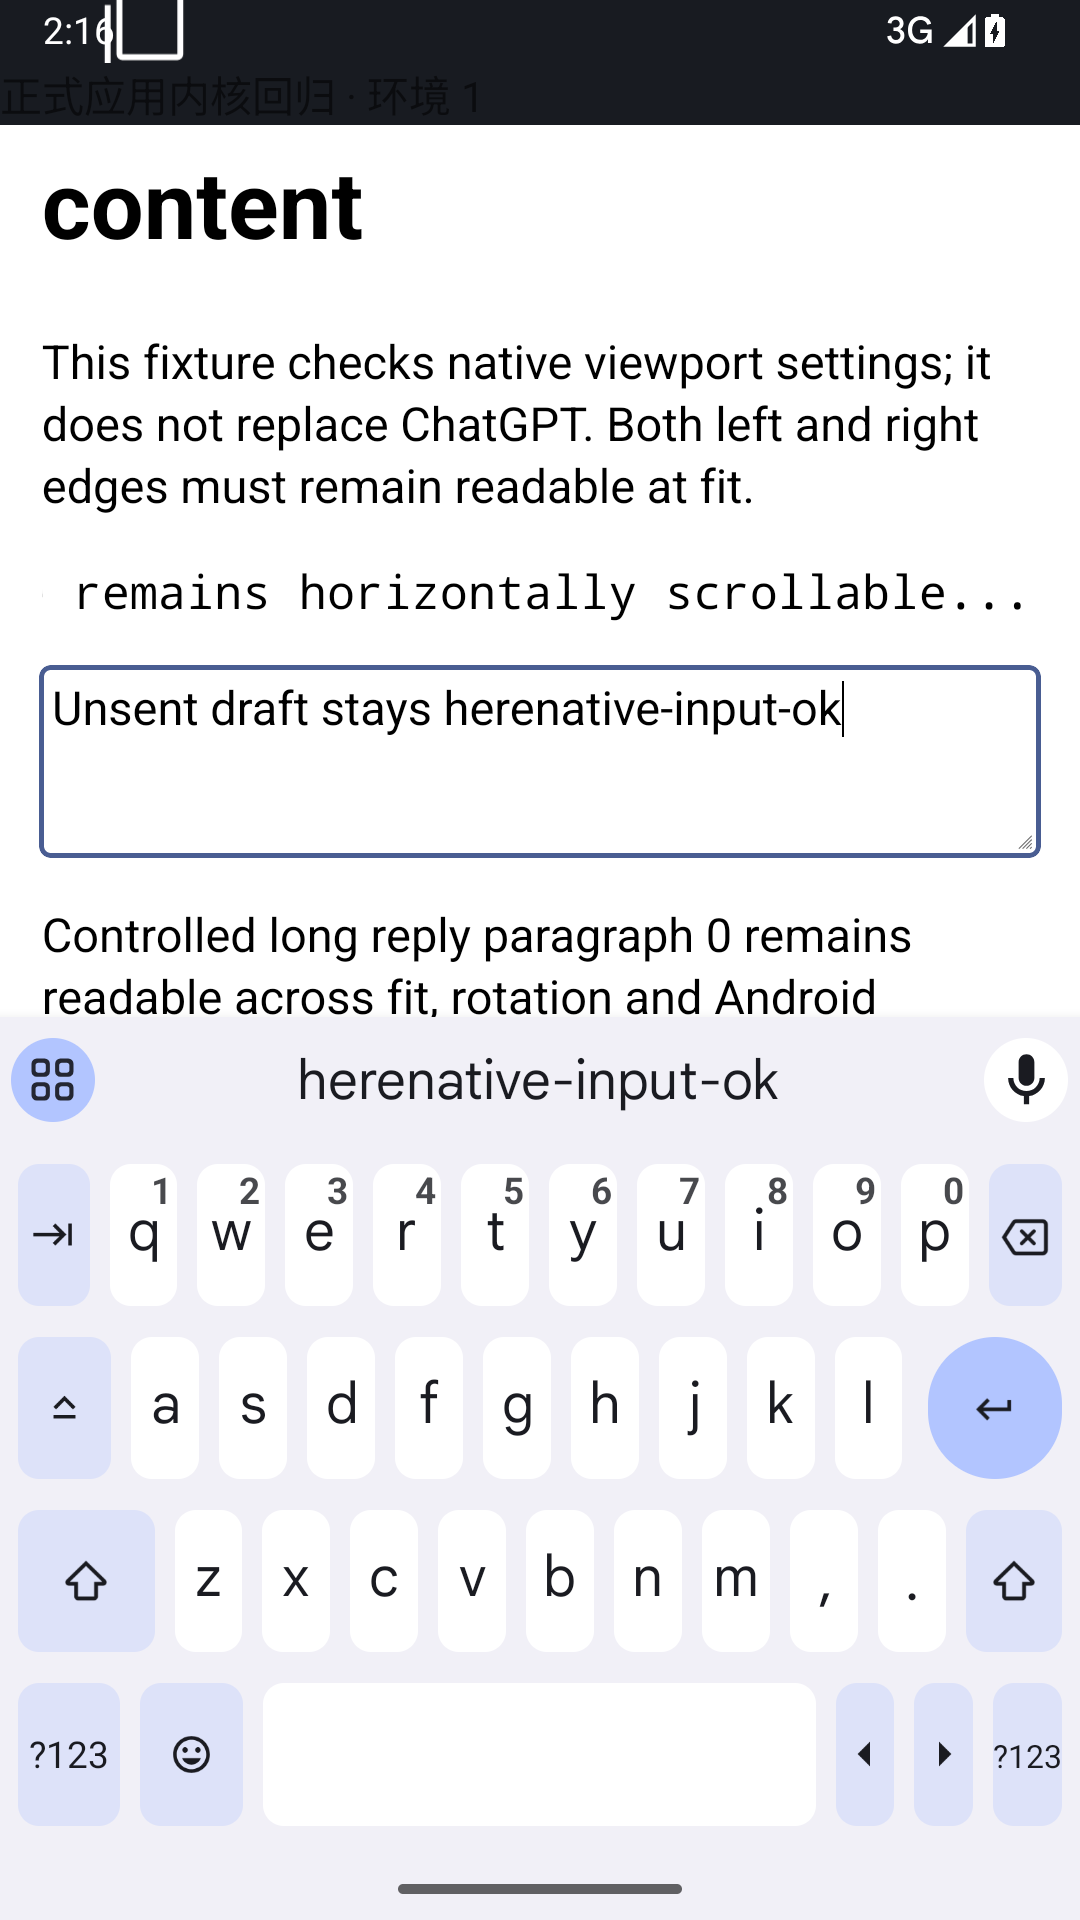 2:16
3G
正式应用内核回归 · 环境 1
content
This fixture checks native viewport settings; it
does not replace ChatGPT. Both left and right
edges must remain readable at fit.
remains horizontally scrollable...
Unsent draft stays herenative-input-ok
Controlled long reply paragraph 0 remains
readable across fit, rotation and Android
herenative-input-ok
1 2 3 4 5 6 7 8 9 0
q w e r t y u i o p
a s d f g h j k l
z x c v b n m , .
?123 ?123